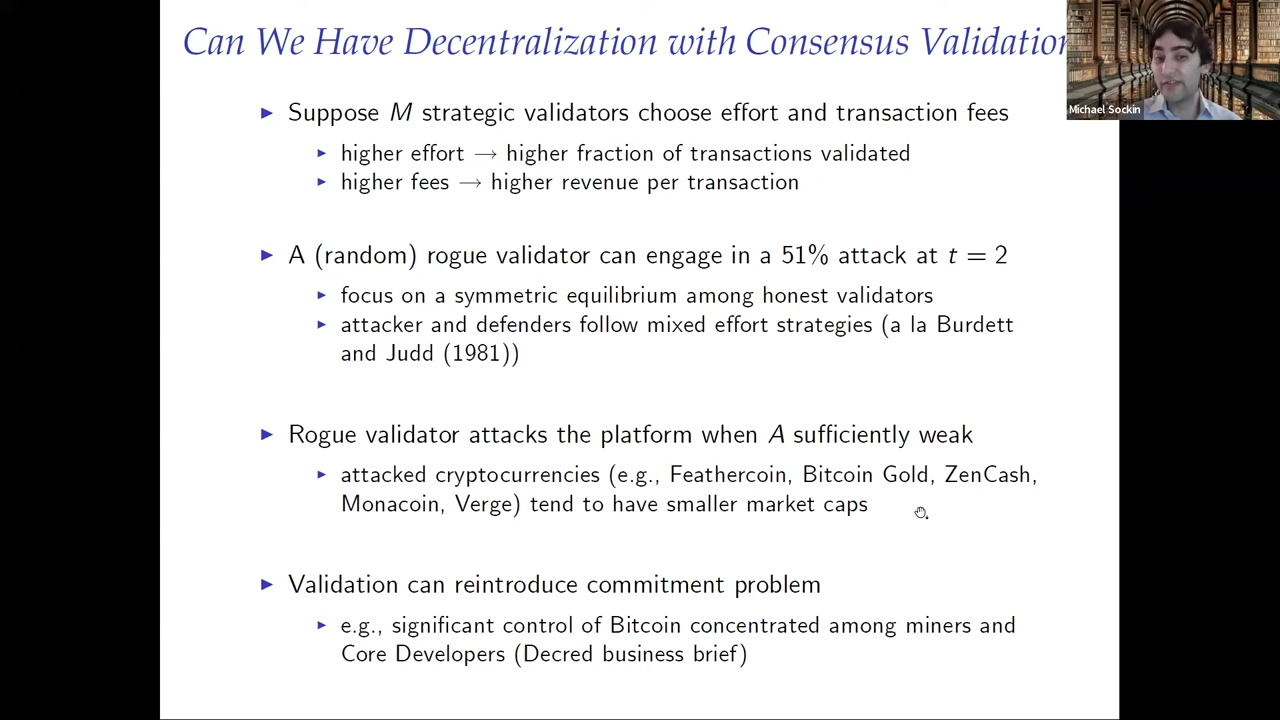 Can We Have Decentralization with Consensus Validation
Michael Sockin
► Suppose M strategic validators choose effort and transaction fees
► higher effort → higher fraction of transactions validated
► higher fees → higher revenue per transaction
► A (random) rogue validator can engage in a 51% attack at t = 2
► focus on a symmetric equilibrium among honest validators
► attacker and defenders follow mixed effort strategies (a la Burdett
and Judd (1981))
► Rogue validator attacks the platform when A sufficiently weak
► attacked cryptocurrencies (e.g., Feathercoin, Bitcoin Gold, ZenCash,
Monacoin, Verge) tend to have smaller market caps
► Validation can reintroduce commitment problem
► e.g., significant control of Bitcoin concentrated among miners and
Core Developers (Decred business brief)